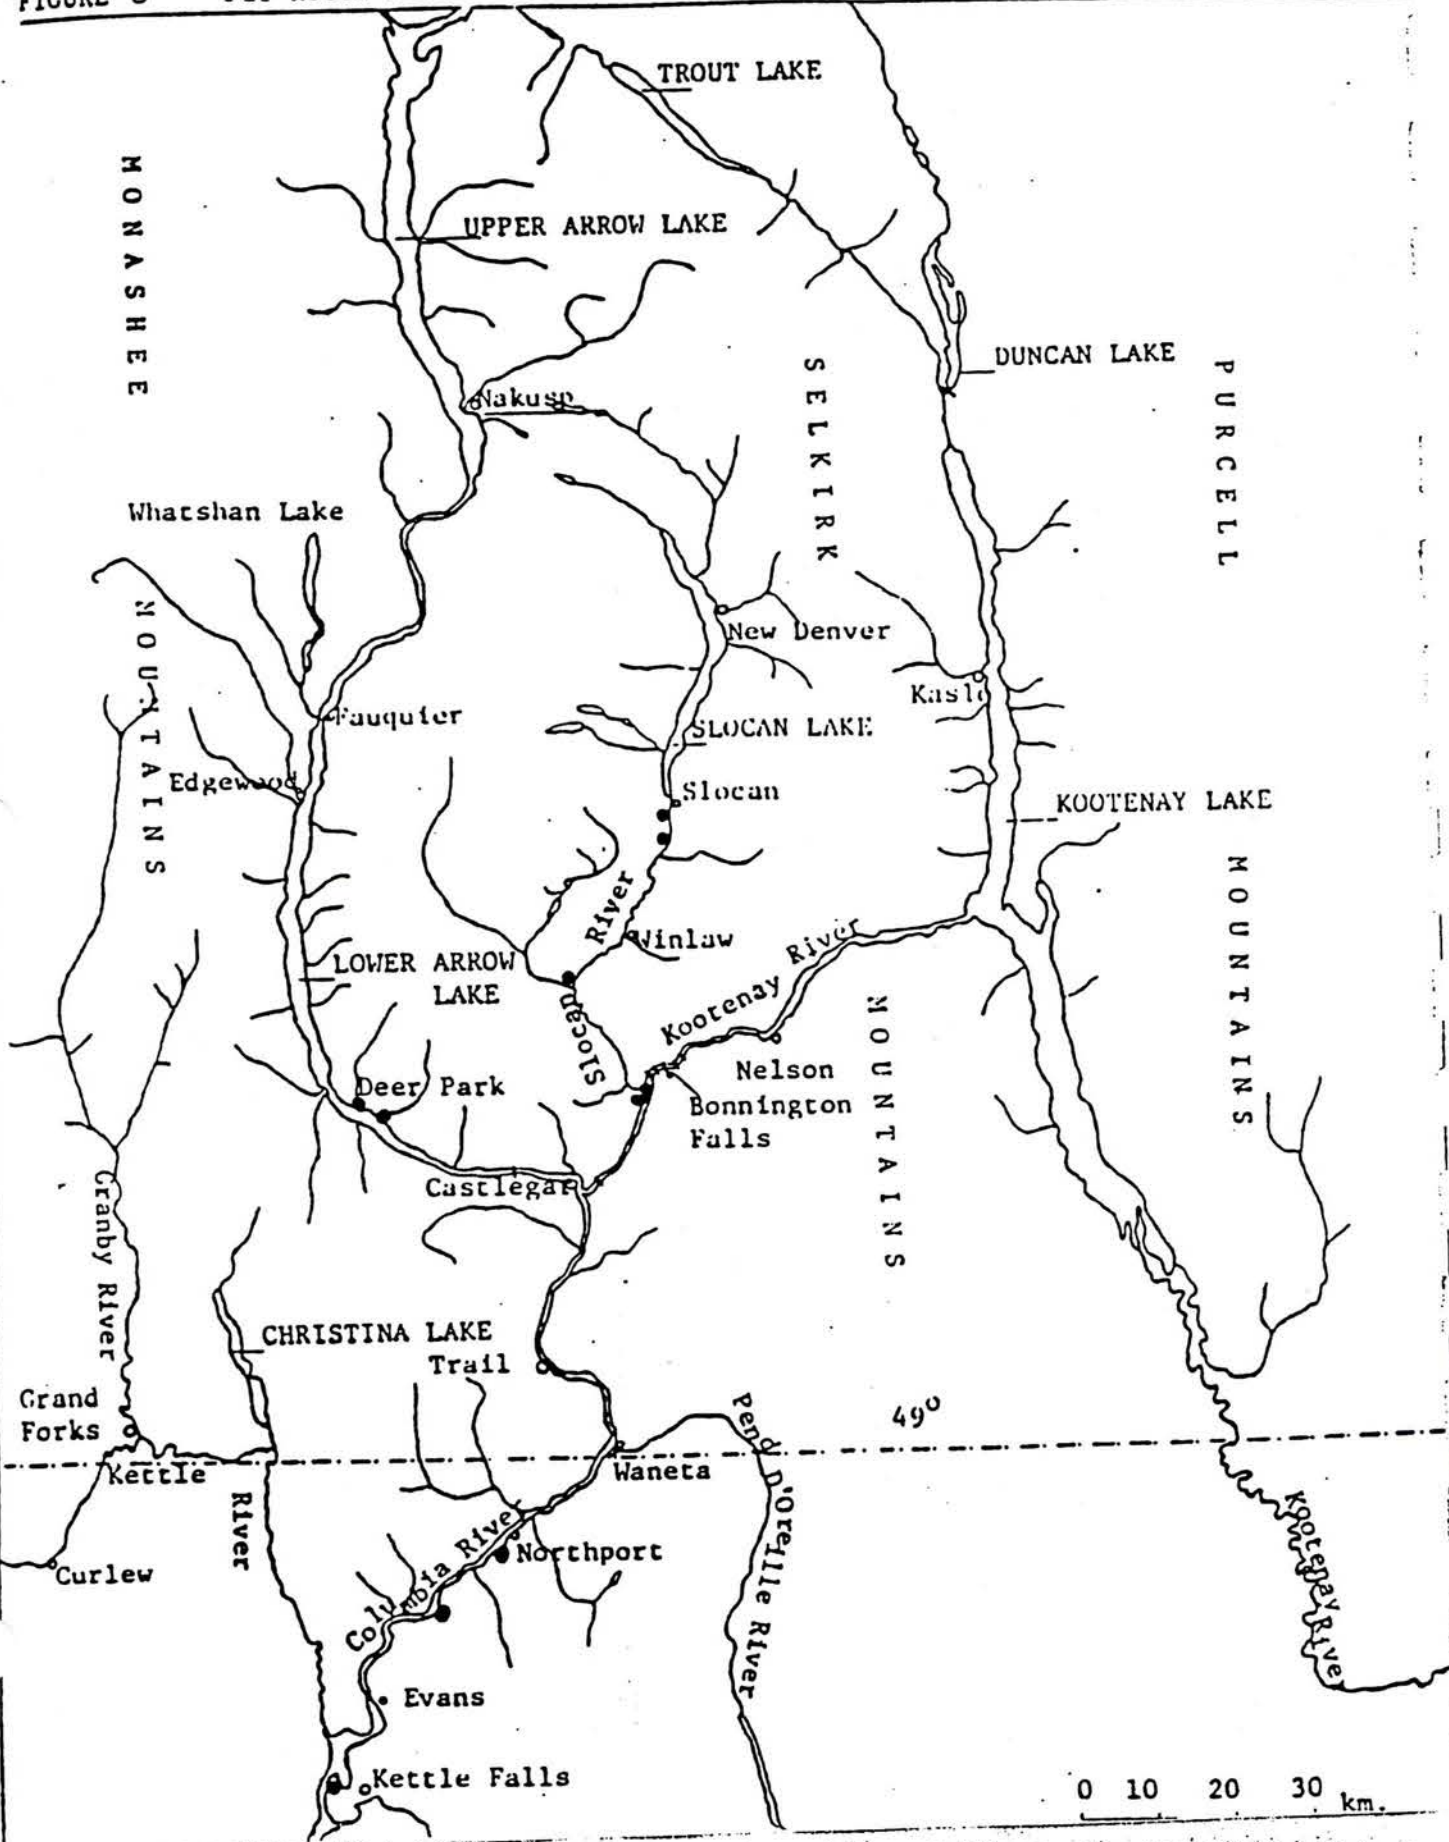 TROUT LAKE
MONASHEE
UPPER ARROW LAKE
SELKIRK
DUNCAN LAKE
PURCELL
Nakusp
Whatshan Lake
MOUNTAINS
New Denver
Kaslo
Fauquier
SLOCAN LAKE
Edgewood
Slocan
KOOTENAY LAKE
MOUNTAINS
River
Winlaw
LOWER ARROW
LAKE
Slocan
Kootenay River
MOUNTAINS
Nelson
Deer Park
Bonnington
Falls
Castlegar
Granby River
CHRISTINA LAKE
Trail
Grand
Forks
49°
Kettle
River
Waneta
Pend D'Oreille River
Curlew
Columbia River
Northport
Kootenay River
Evans
Kettle Falls
0 10 20 30 km.